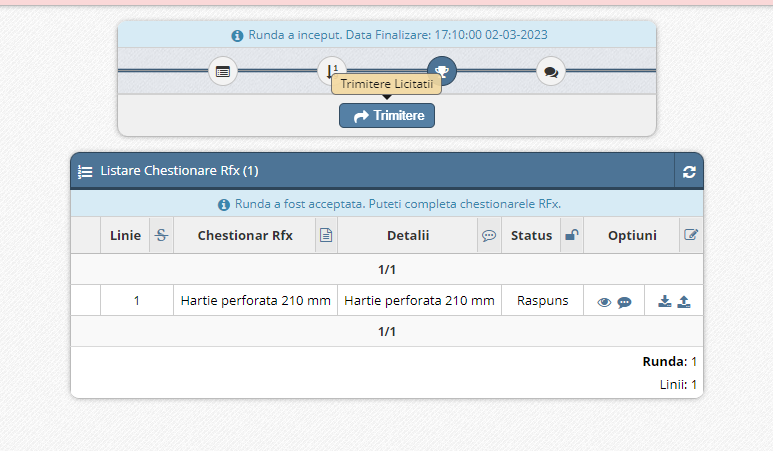 Runda a inceput. Data Finalizare: 17:10:00 02-03-2023
1
Trimitere Licitatii
Trimitere
Listare Chestionare Rfx (1)
Runda a fost acceptata. Puteti completa chestionarele RFx.
Linie Chestionar Rfx Detalii Status Optiuni
1/1
1 Hartie perforata 210 mm Hartie perforata 210 mm Raspuns
1/1
Runda: 1
Linii: 1